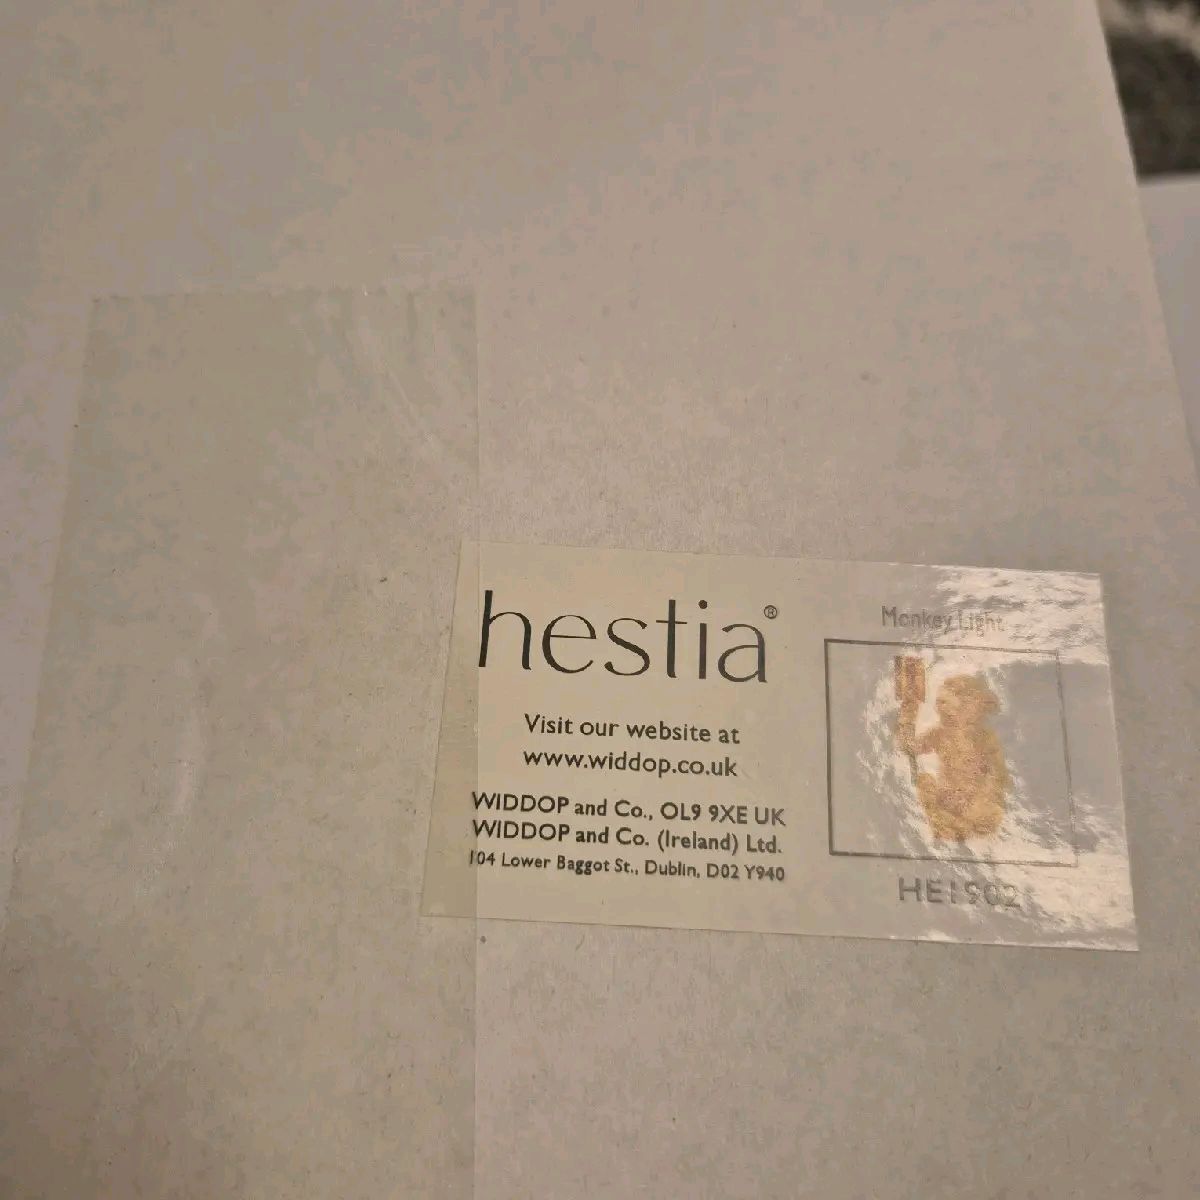 hestia®
Visit our website at
www.widdop.co.uk
WIDDOP and Co., OL9 9XE UK
WIDDOP and Co. (Ireland) Ltd.
104 Lower Baggot St., Dublin, D02 Y940
Monkey Light
HE1902